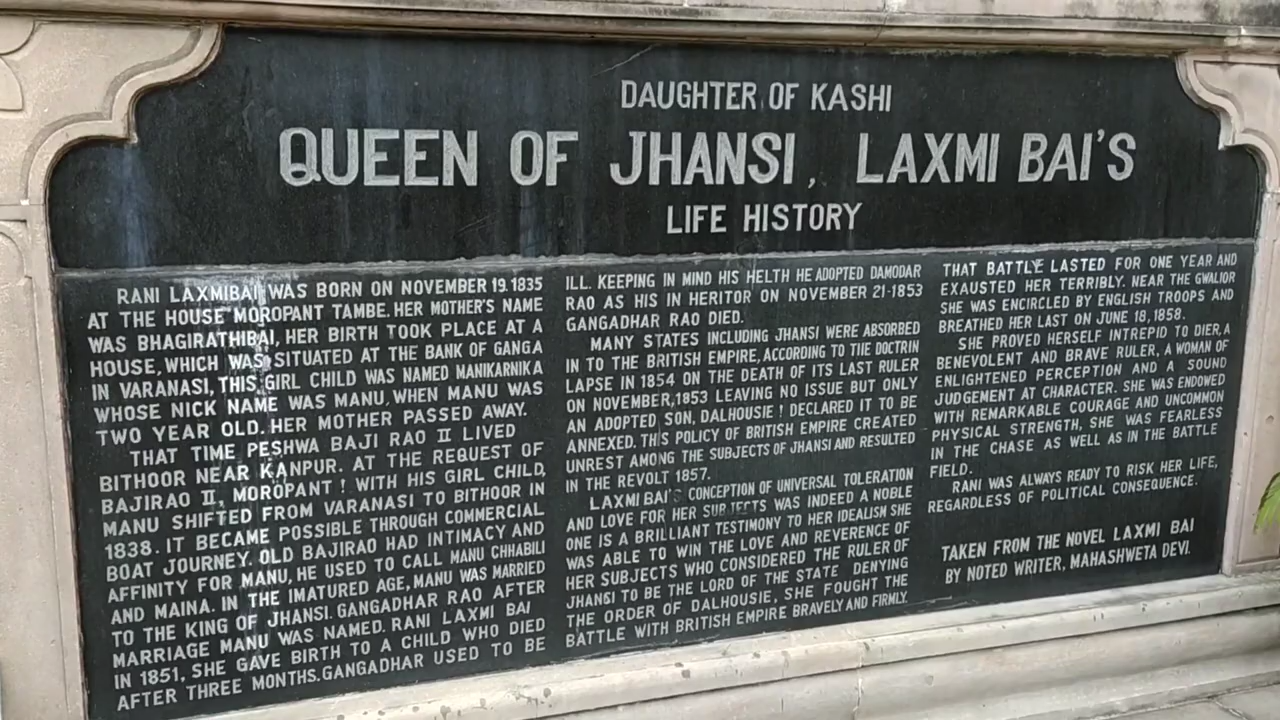 DAUGHTER OF KASHI
QUEEN OF JHANSI, LAXMI BAI'S
LIFE HISTORY
RANI LAXMIBAI WAS BORN ON NOVEMBER 19.1835
AT THE HOUSE MOROPANT TAMBE. HER MOTHER'S NAME
WAS BHAGIRATHIBAI, HER BIRTH TOOK PLACE AT A
HOUSE, WHICH WAS SITUATED AT THE BANK OF GANGA
IN VARANASI, THIS GIRL CHILD WAS NAMED MANIKARNIKA
WHOSE NICK NAME WAS MANU, WHEN MANU WAS
TWO YEAR OLD. HER MOTHER PASSED AWAY.
THAT TIME PESHWA BAJI RAO II LIVED
BITHOOR NEAR KANPUR. AT THE REQUEST OF
BAJIRAO II, MOROPANT ! WITH HIS GIRL CHILD,
MANU SHIFTED FROM VARANASI TO BITHOOR IN
1838. IT BECAME POSSIBLE THROUGH COMMERCIAL
BOAT JOURNEY. OLD BAJIRAO HAD INTIMACY AND
AFFINITY FOR MANU, HE USED TO CALL MANU CHHABILI
AND MAINA. IN THE IMATURED AGE, MANU WAS MARRIED
TO THE KING OF JHANSI. GANGADHAR RAO AFTER
MARRIAGE MANU WAS NAMED. RANI LAXMI BAI
IN 1851, SHE GAVE BIRTH TO A CHILD WHO DIED
AFTER THREE MONTHS. GANGADHAR USED TO BE
ILL. KEEPING IN MIND HIS HELTH HE ADOPTED DAMODAR
RAO AS HIS IN HERITOR ON NOVEMBER 21-1853
GANGADHAR RAO DIED.
MANY STATES INCLUDING JHANSI WERE ABSORBED
IN TO THE BRITISH EMPIRE, ACCORDING TO TIE DOCTRIN
LAPSE IN 1854 ON THE DEATH OF ITS LAST RULER
ON NOVEMBER,1853 LEAVING NO ISSUE BUT ONLY
AN ADOPTED SON, DALHOUSIE ! DECLARED IT TO BE
ANNEXED. THIS POLICY OF BRITISH EMPIRE CREATED
UNREST AMONG THE SUBJECTS OF JHANSI AND RESULTED
IN THE REVOLT 1857.
LAXMI BAI'S CONCEPTION OF UNIVERSAL TOLERATION
AND LOVE FOR HER SUBJECTS WAS INDEED A NOBLE
ONE IS A BRILLIANT TESTIMONY TO HER IDEALISM SHE
WAS ABLE TO WIN THE LOVE AND REVERENCE OF
HER SUBJECTS WHO CONSIDERED THE RULER OF
JHANSI TO BE THE LORD OF THE STATE DENYING
THE ORDER OF DALHOUSIE, SHE FOUGHT THE
BATTLE WITH BRITISH EMPIRE BRAVELY AND FIRMLY.
THAT BATTLE LASTED FOR ONE YEAR AND
EXAUSTED HER TERRIBLY. NEAR THE GWALIOR
SHE WAS ENCIRCLED BY ENGLISH TROOPS AND
BREATHED HER LAST ON JUNE 18, 1858.
SHE PROVED HERSELF INTREPID TO DIER, A
BENEVOLENT AND BRAVE RULER, A WOMAN OF
ENLIGHTENED PERCEPTION AND A SOUND
JUDGEMENT AT CHARACTER. SHE WAS ENDOWED
WITH REMARKABLE COURAGE AND UNCOMMON
PHYSICAL STRENGTH, SHE WAS FEARLESS
IN THE CHASE AS WELL AS IN THE BATTLE
FIELD.
RANI WAS ALWAYS READY TO RISK HER LIFE,
REGARDLESS OF POLITICAL CONSEQUENCE.
TAKEN FROM THE NOVEL LAXMI BAI
BY NOTED WRITER, MAHASHWETA DEVI.